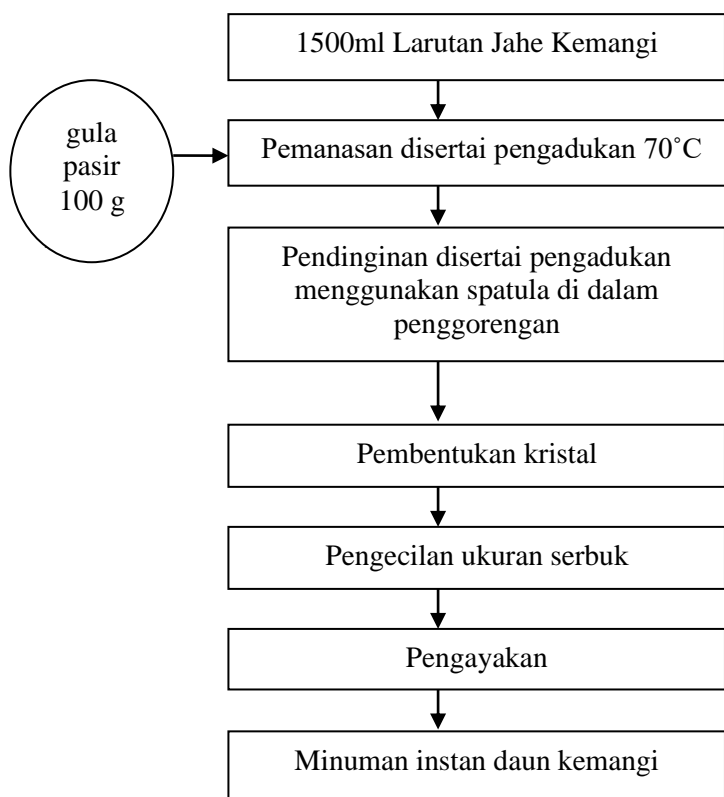 1500ml Larutan Jahe Kemangi
gula
pasir
100 g
Pemanasan disertai pengadukan 70˚C
Pendinginan disertai pengadukan
menggunakan spatula di dalam
penggorengan
Pembentukan kristal
Pengecilan ukuran serbuk
Pengayakan
Minuman instan daun kemangi